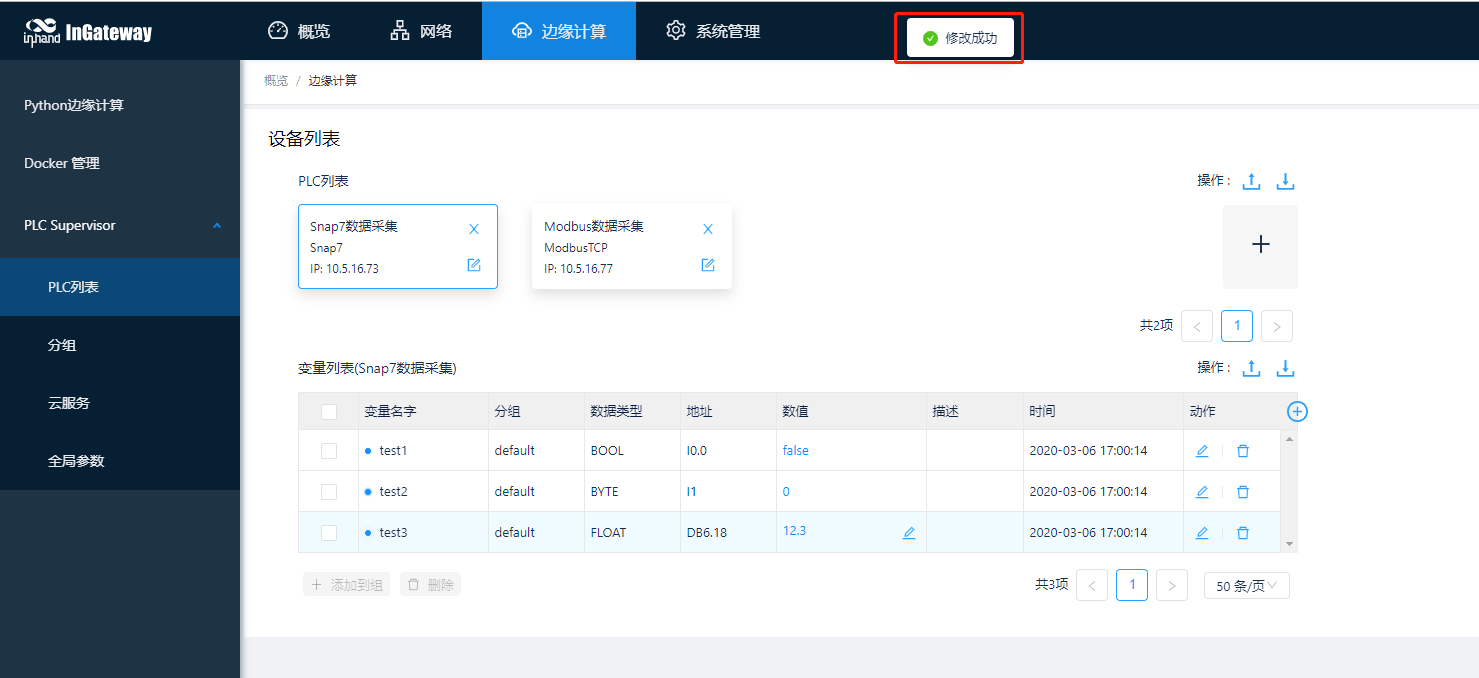 inhand InGateway
概览
网络
边缘计算
系统管理
修改成功
Python边缘计算
Docker 管理
PLC Supervisor
PLC列表
分组
云服务
全局参数
概览 / 边缘计算
设备列表
PLC列表
操作：
Snap7数据采集
Snap7
IP: 10.5.16.73
Modbus数据采集
ModbusTCP
IP: 10.5.16.77
共2项 < 1 >
变量列表(Snap7数据采集)
操作：
变量名字 分组 数据类型 地址 数值 描述 时间 动作
test1 default BOOL I0.0 false 2020-03-06 17:00:14
test2 default BYTE I1 0 2020-03-06 17:00:14
test3 default FLOAT DB6.18 12.3 2020-03-06 17:00:14
添加到组
删除
共3项 < 1 > 50 条/页